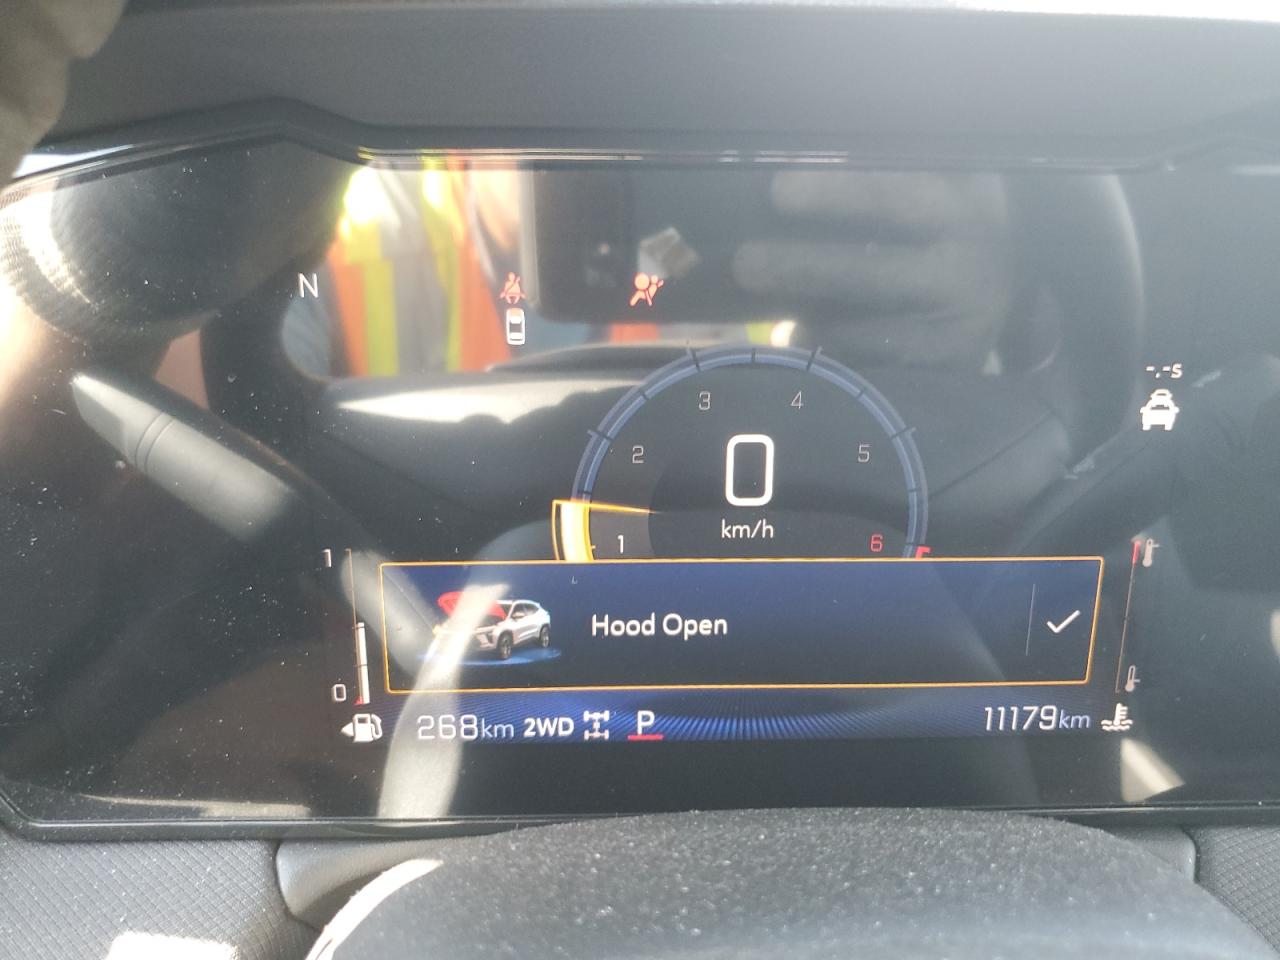 N
-.-s
3 4
2 5
0
km/h
1 6
1
Hood Open
0
268km 2WD P 11179km